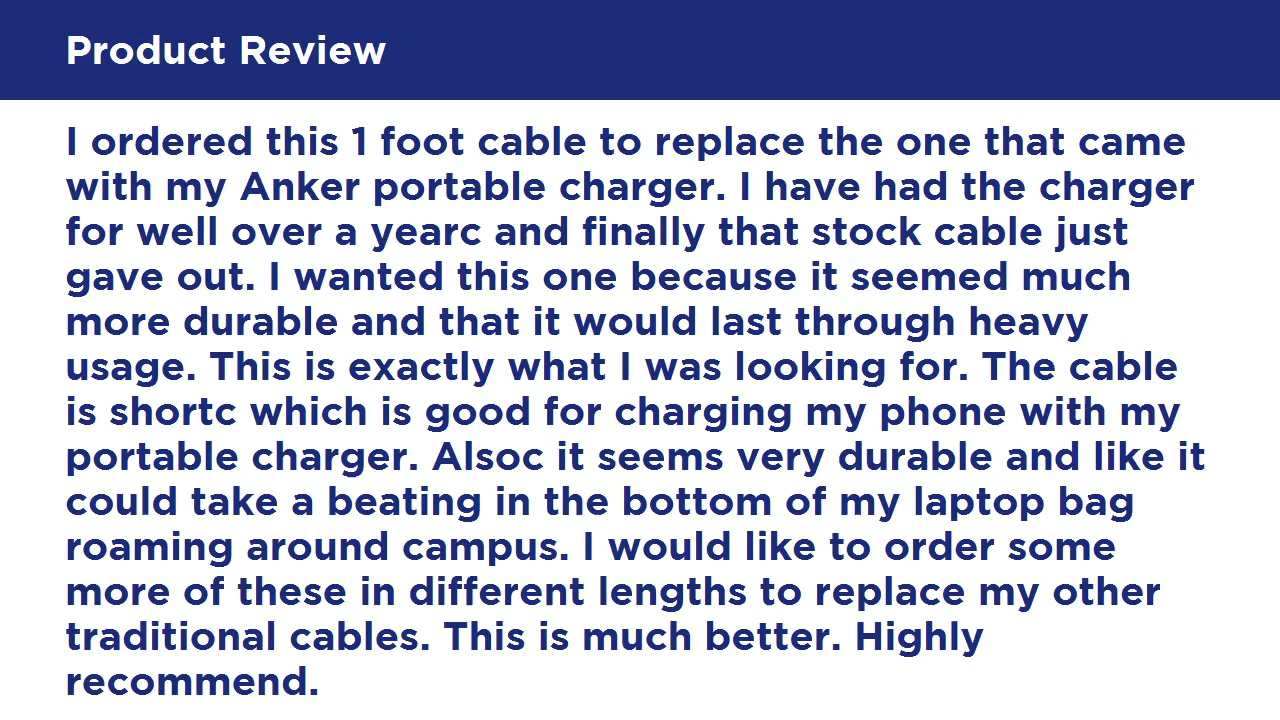 Product Review
I ordered this 1 foot cable to replace the one that came
with my Anker portable charger. I have had the charger
for well over a yearc and finally that stock cable just
gave out. I wanted this one because it seemed much
more durable and that it would last through heavy
usage. This is exactly what I was looking for. The cable
is shortc which is good for charging my phone with my
portable charger. Alsoc it seems very durable and like it
could take a beating in the bottom of my laptop bag
roaming around campus. I would like to order some
more of these in different lengths to replace my other
traditional cables. This is much better. Highly
recommend.